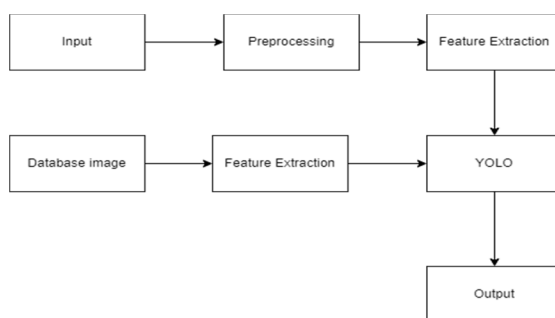 Input
Preprocessing
Feature Extraction
Database image
Feature Extraction
YOLO
Output